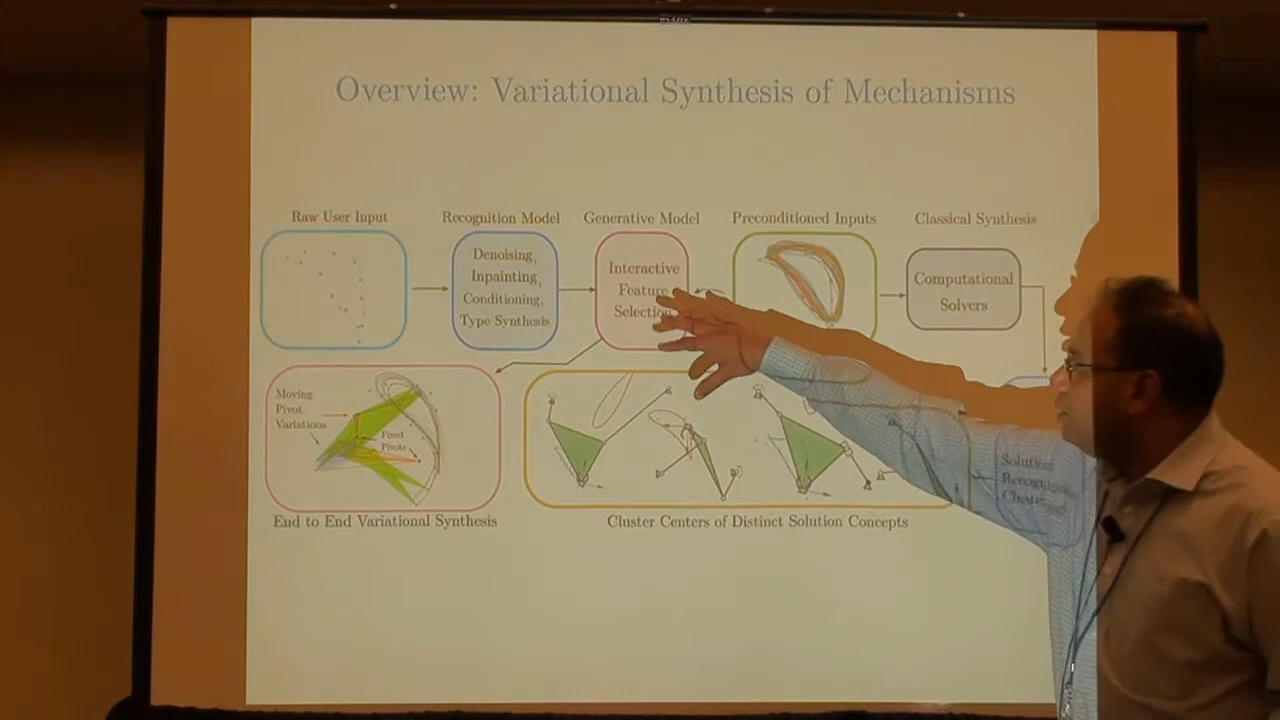 Overview: Variational Synthesis of Mechanisms
Raw User Input
Recognition Model
Generative Model
Preconditioned Inputs
Classical Synthesis
Denoising,
Inpainting,
Conditioning,
Type Synthesis
Interactive
Feature
Selection
Computational
Solvers
Moving
Pivot
Variations
Fixed
Pivots
Solution
End to End Variational Synthesis
Cluster Centers of Distinct Solution Concepts